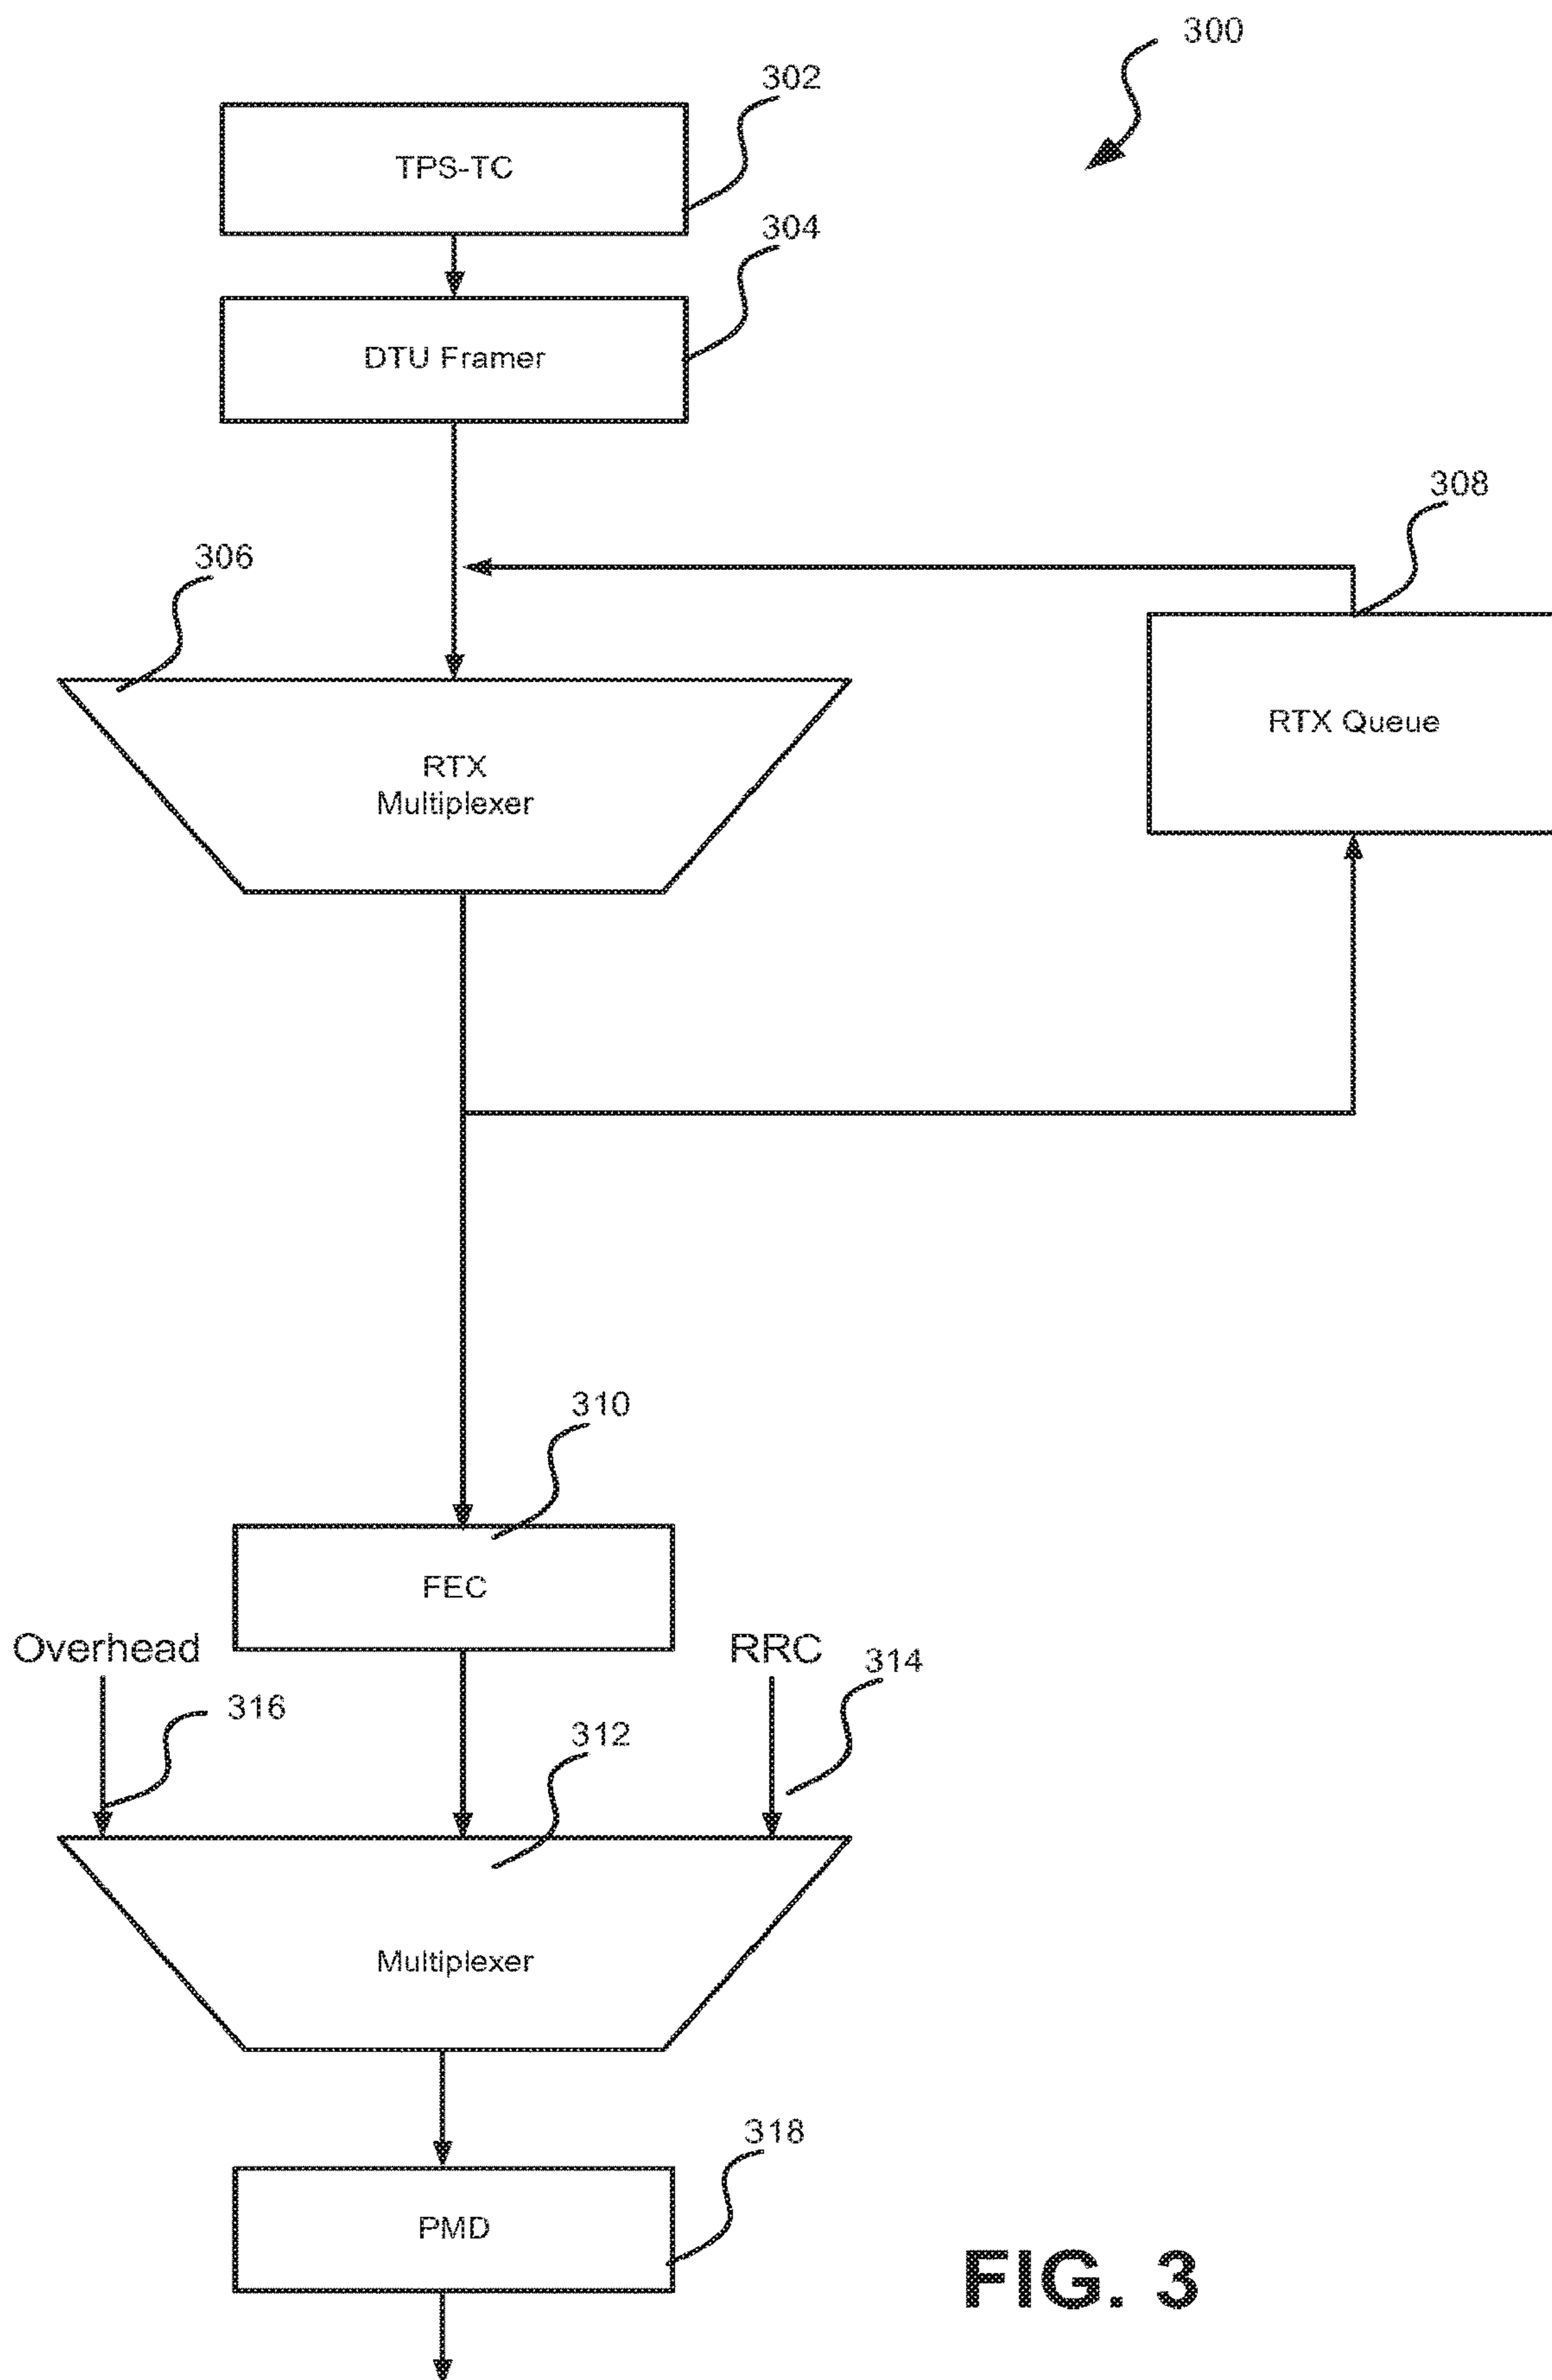 300
302
TPS-TC
304
DTU Framer
308
306
RTX Queue
RTX
Multiplexer
310
FEC
Overhead
RRC
314
316
312
Multiplexer
318
PMD
FIG. 3